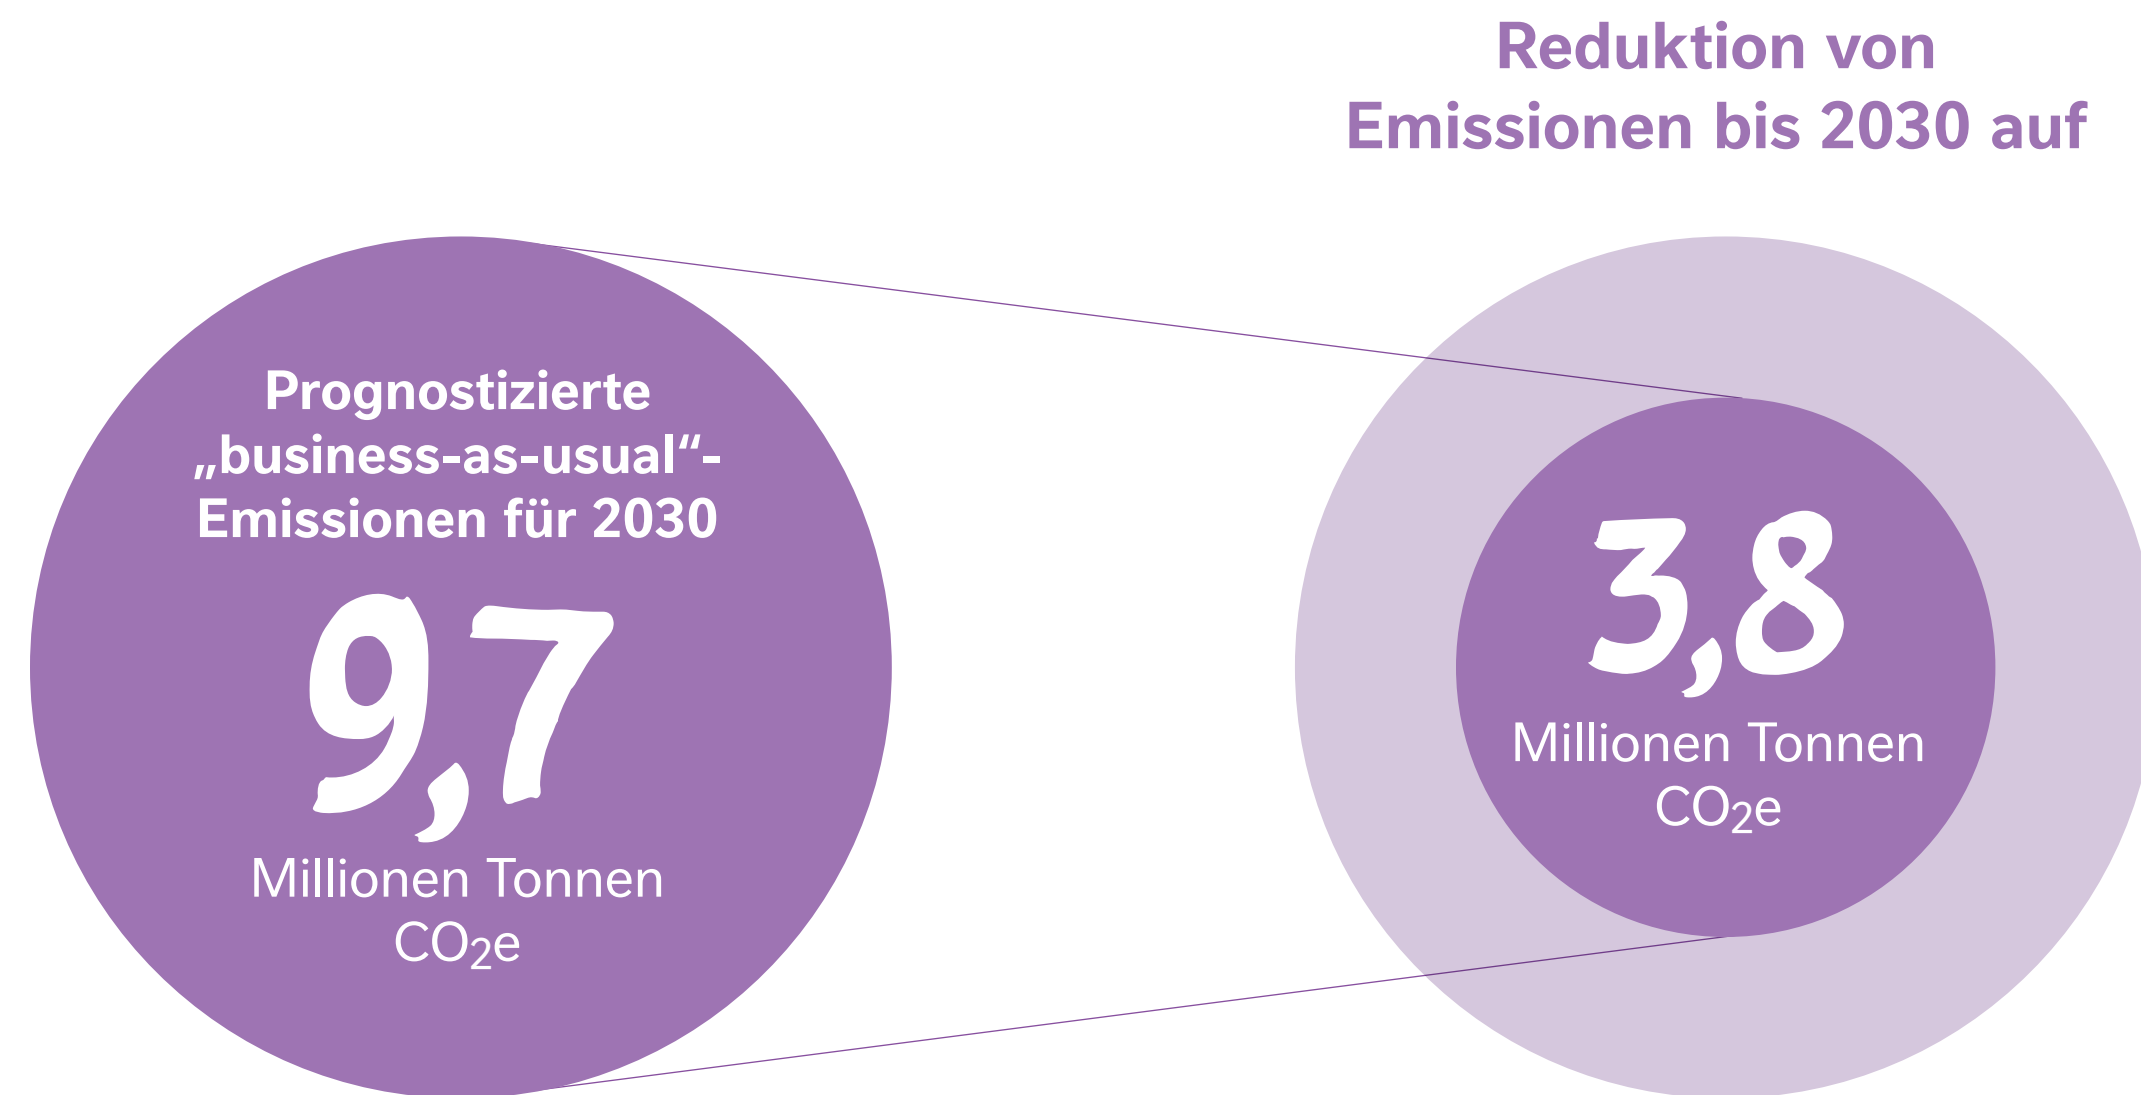 Reduktion von
Emissionen bis 2030 auf
Prognostizierte
„business-as-usual“-
Emissionen für 2030
9,7
Millionen Tonnen
CO₂e
3,8
Millionen Tonnen
CO₂e